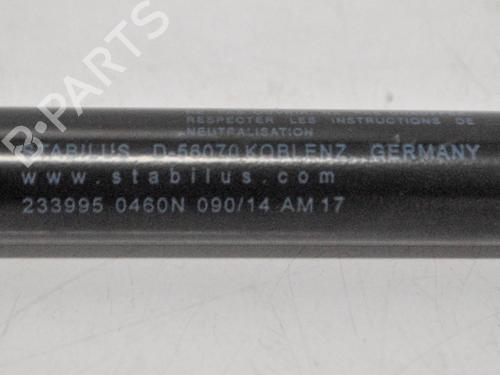 RESPECTER LES INSTRUCTIONS DE
NEUTRALISATION
STABILUS D-56070 KOBLENZ GERMANY
www.stabilus.com
233995 0460N 090/14 AM 17
B-PARTS